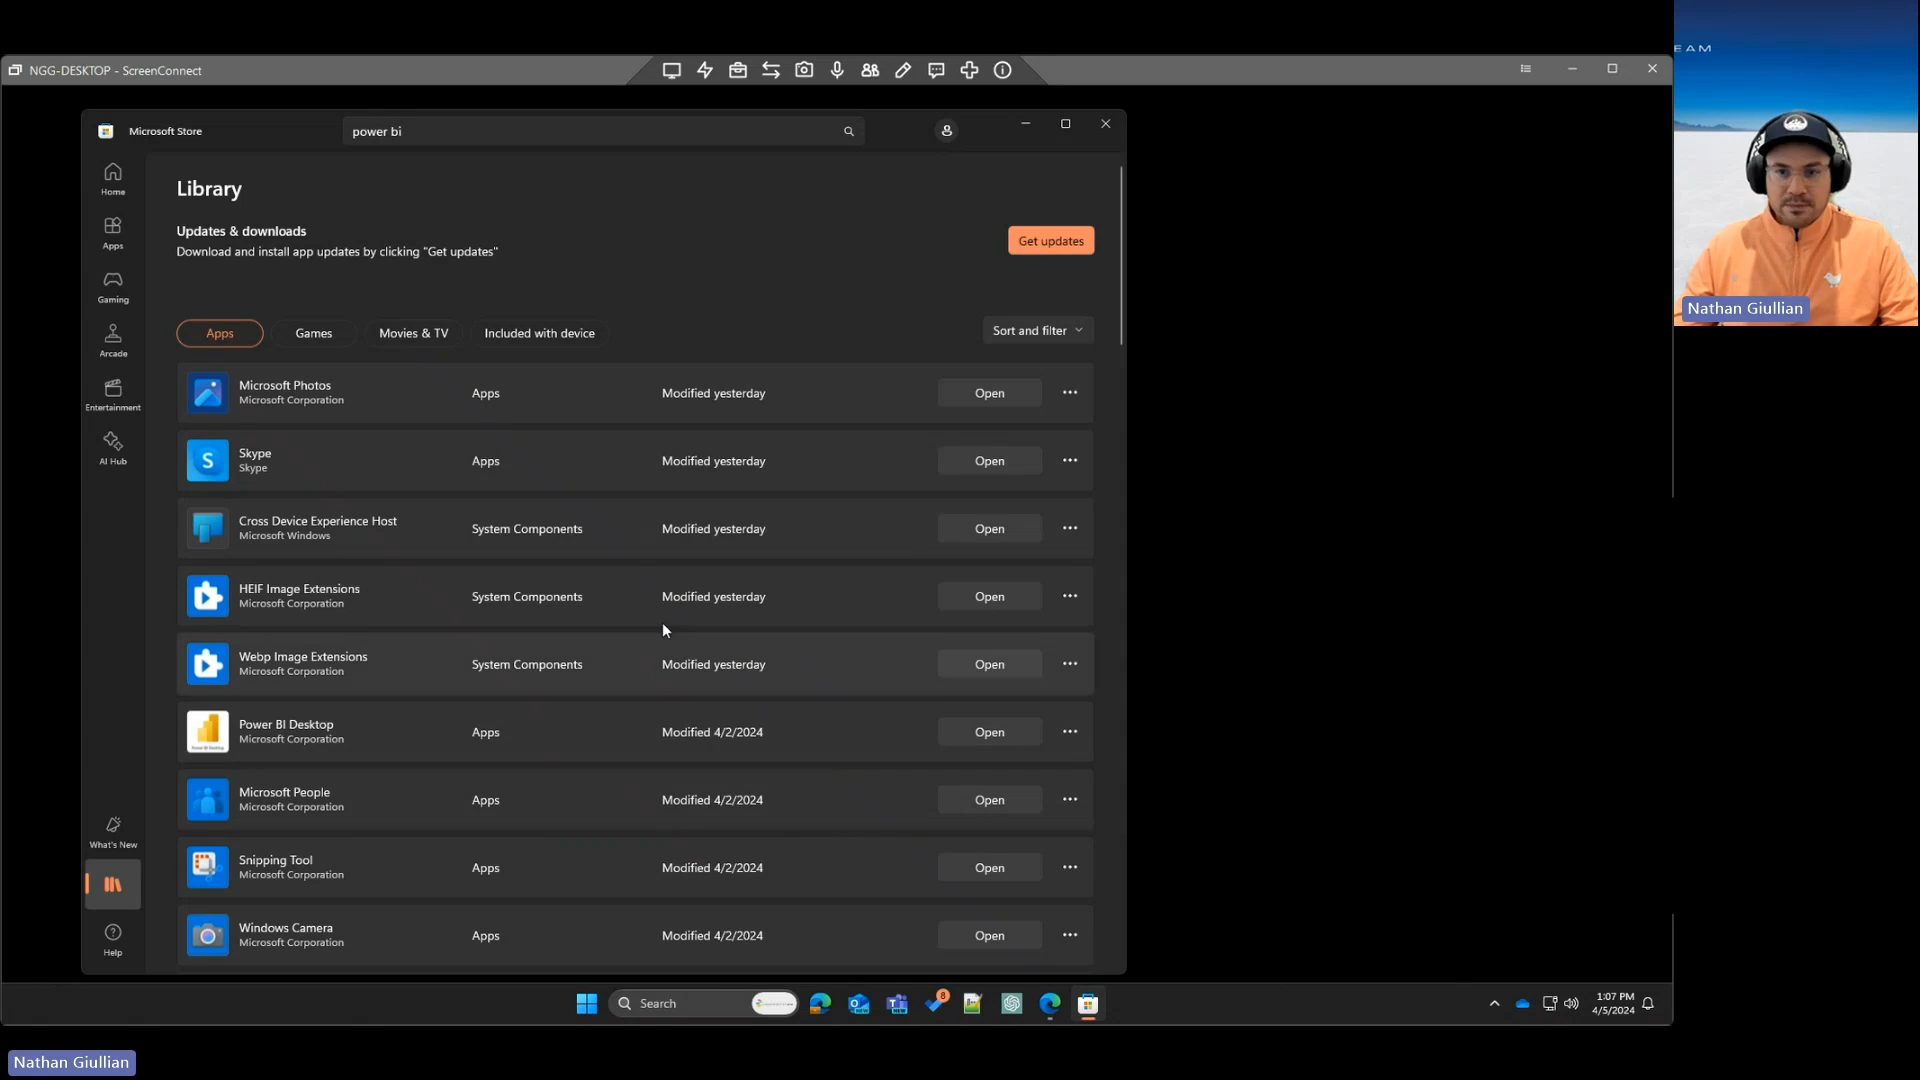 EAM
NGG-DESKTOP - ScreenConnect
Microsoft Store
power bi
Home
Apps
Gaming
Arcade
Entertainment
AI Hub
What's New
Help
Library
Updates & downloads
Download and install app updates by clicking "Get updates"
Get updates
Apps
Games
Movies & TV
Included with device
Sort and filter
Microsoft Photos
Microsoft Corporation
Apps
Modified yesterday
Open
Skype
Skype
Apps
Modified yesterday
Open
Cross Device Experience Host
Microsoft Windows
System Components
Modified yesterday
Open
HEIF Image Extensions
Microsoft Corporation
System Components
Modified yesterday
Open
Webp Image Extensions
Microsoft Corporation
System Components
Modified yesterday
Open
Power BI Desktop
Power BI Desktop
Microsoft Corporation
Apps
Modified 4/2/2024
Open
Microsoft People
Microsoft Corporation
Apps
Modified 4/2/2024
Open
Snipping Tool
Microsoft Corporation
Apps
Modified 4/2/2024
Open
Windows Camera
Microsoft Corporation
Apps
Modified 4/2/2024
Open
Search
8
1:07 PM
4/5/2024
Nathan Giullian
Nathan Giullian